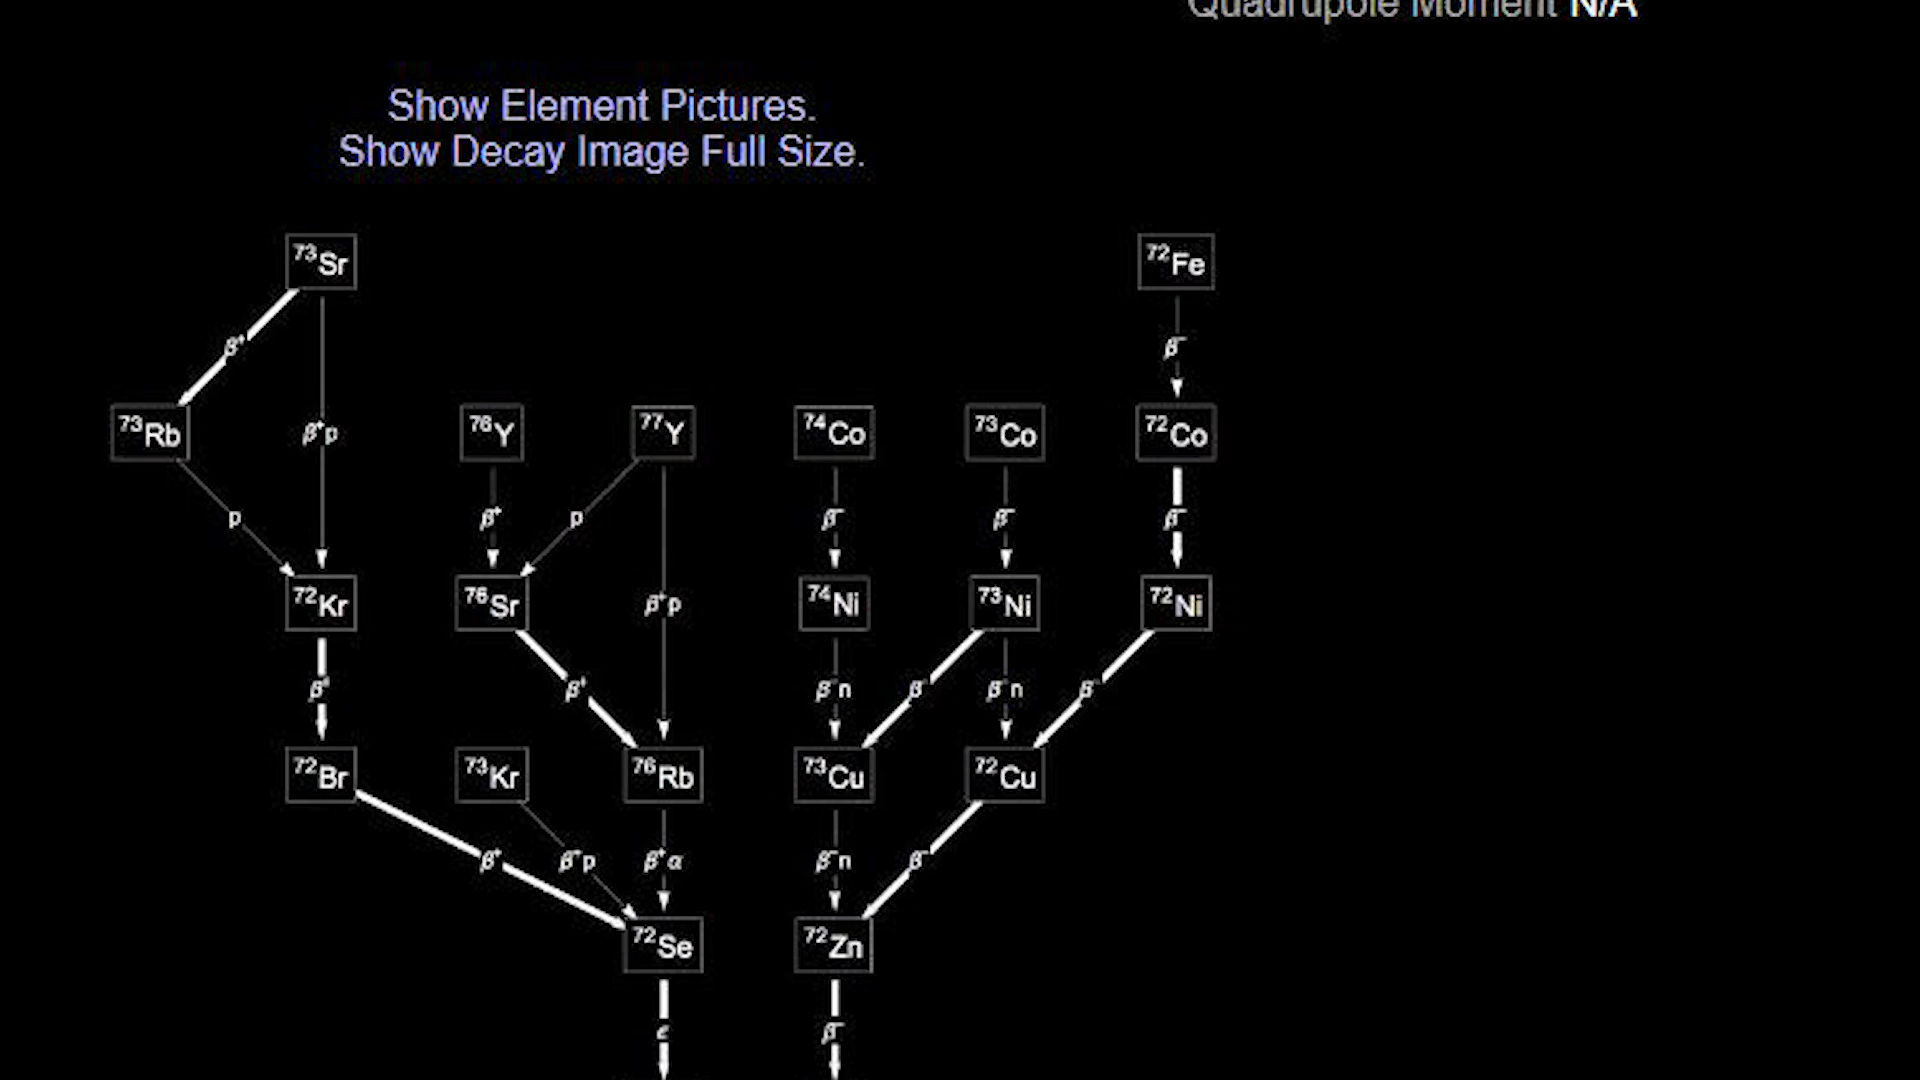 Quadrupole Moment N/A
Show Element Pictures.
Show Decay Image Full Size.
73Sr 72Fe
β+ β-
73Rb β+p 76Y 77Y 74Co 73Co 72Co
p β+ p β- β- β-
72Kr 76Sr β+p 74Ni 73Ni 72Ni
β+ β+ β-n β- β-n β-
72Br 73Kr 76Rb 73Cu 72Cu
β+ β+p β+α β-n β-
72Se 72Zn
ε β-